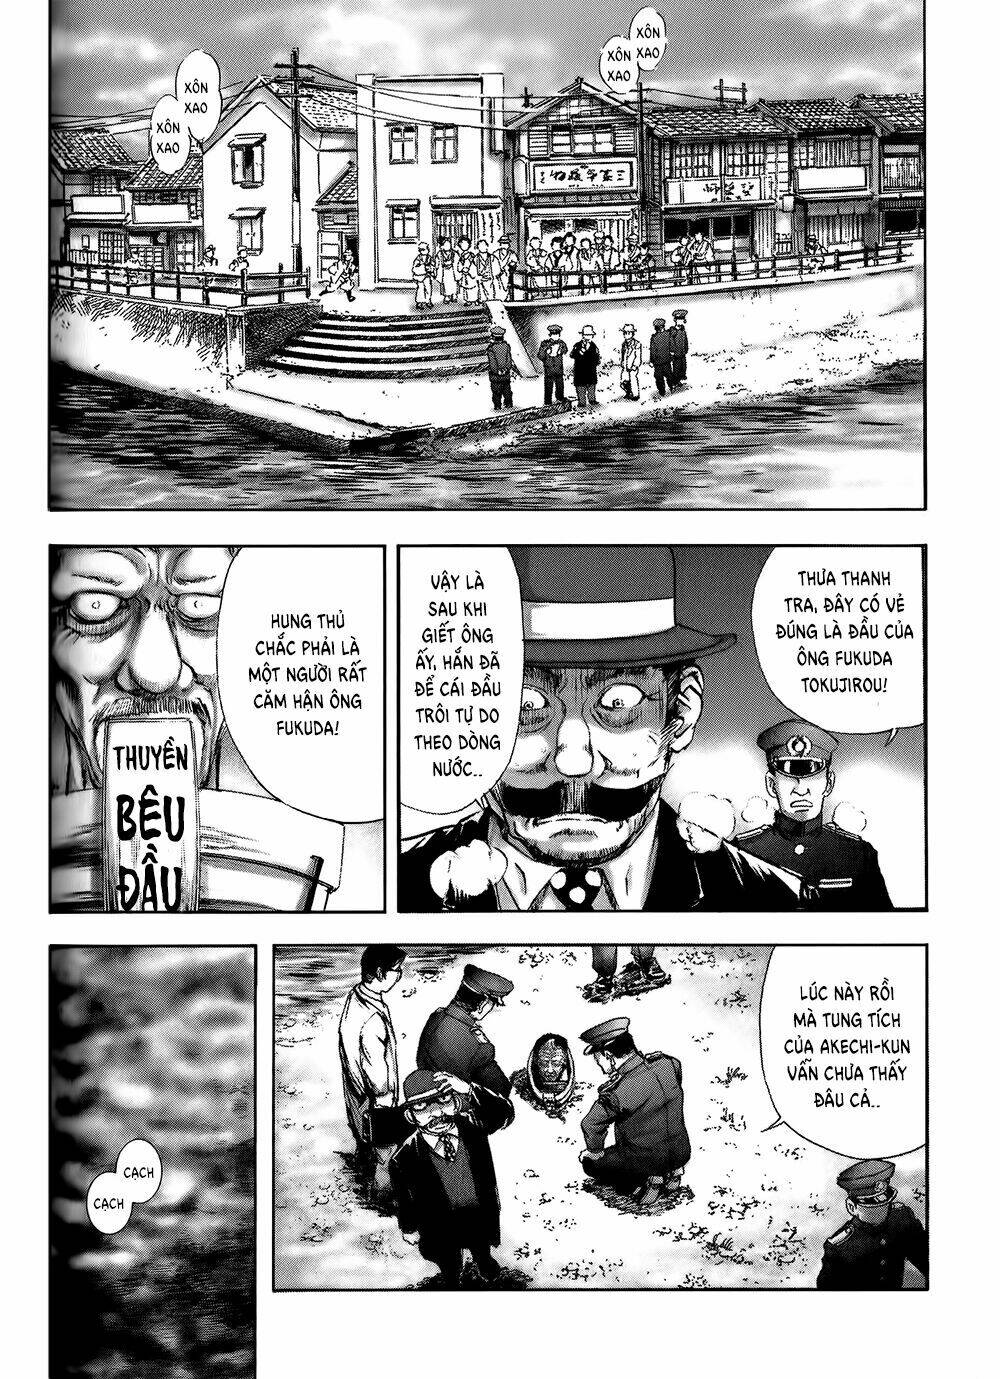 XÔN
XAO
XÔN
XAO
XÔN
XAO
XÔN
XAO
THƯA THANH
TRA, ĐÂY CÓ VẺ
ĐÚNG LÀ ĐẦU CỦA
ÔNG FUKUDA
TOKUJIROU!
VẬY LÀ
SAU KHI
GIẾT ÔNG
ẤY, HẮN ĐÃ
ĐỂ CÁI ĐẦU
TRÔI TỰ DO
THEO DÒNG
NƯỚC..
HUNG THỦ
CHẮC PHẢI LÀ
MỘT NGƯỜI RẤT
CĂM HẬN ÔNG
FUKUDA!
THUYỀN
BÊU
ĐẦU
LÚC NÀY RỒI
MÀ TUNG TÍCH
CỦA AKECHI-KUN
VẪN CHƯA THẤY
ĐÂU CẢ..
CẠCH
CẠCH